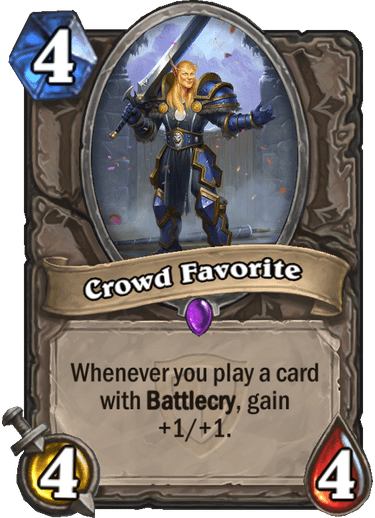 4
Crowd Favorite
Whenever you play a card
with Battlecry, gain
+1/+1.
4
4